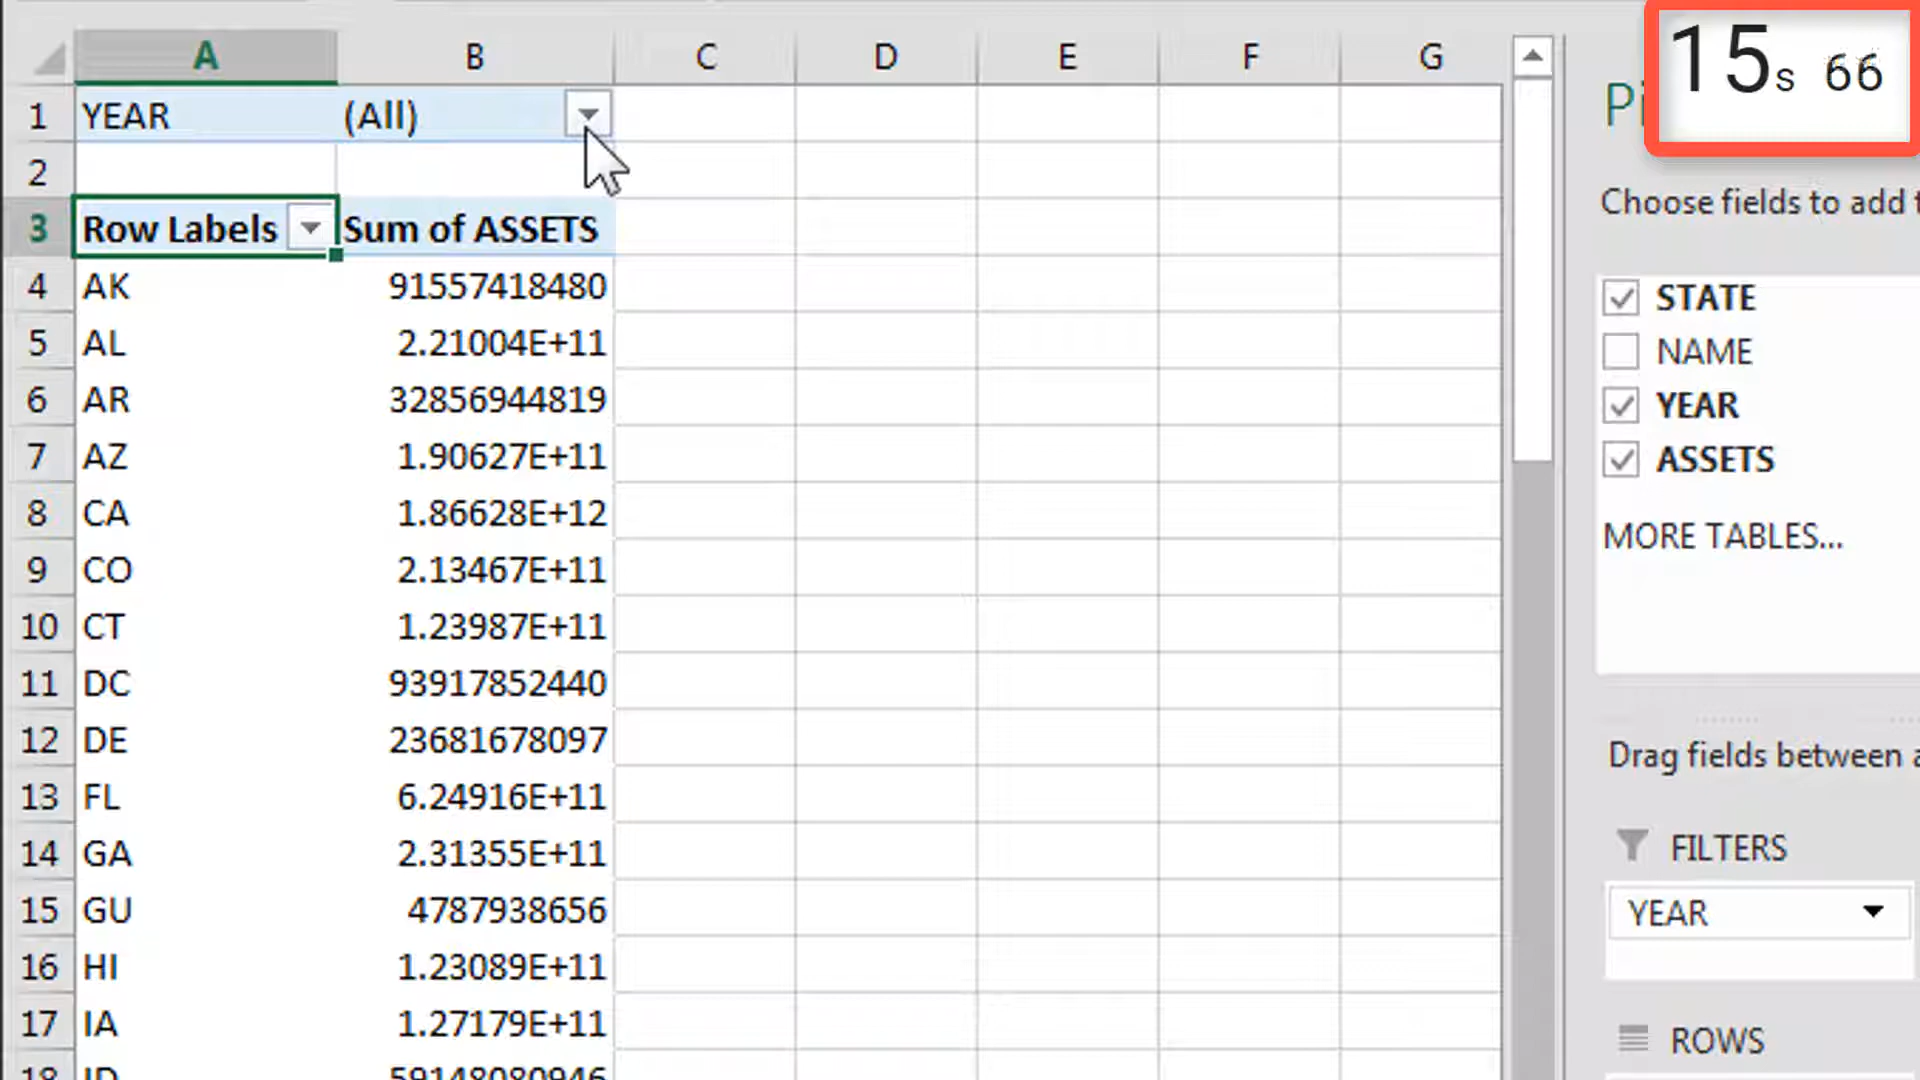 A B C D E F G
1 YEAR (All)
2
3 Row Labels Sum of ASSETS
4 AK 91557418480
5 AL 2.21004E+11
6 AR 32856944819
7 AZ 1.90627E+11
8 CA 1.86628E+12
9 CO 2.13467E+11
10 CT 1.23987E+11
11 DC 93917852440
12 DE 23681678097
13 FL 6.24916E+11
14 GA 2.31355E+11
15 GU 4787938656
16 HI 1.23089E+11
17 IA 1.27179E+11
18 ID 59148080946
15s 66
Pi
Choose fields to add t
STATE
NAME
YEAR
ASSETS
MORE TABLES...
Drag fields between a
FILTERS
YEAR
ROWS